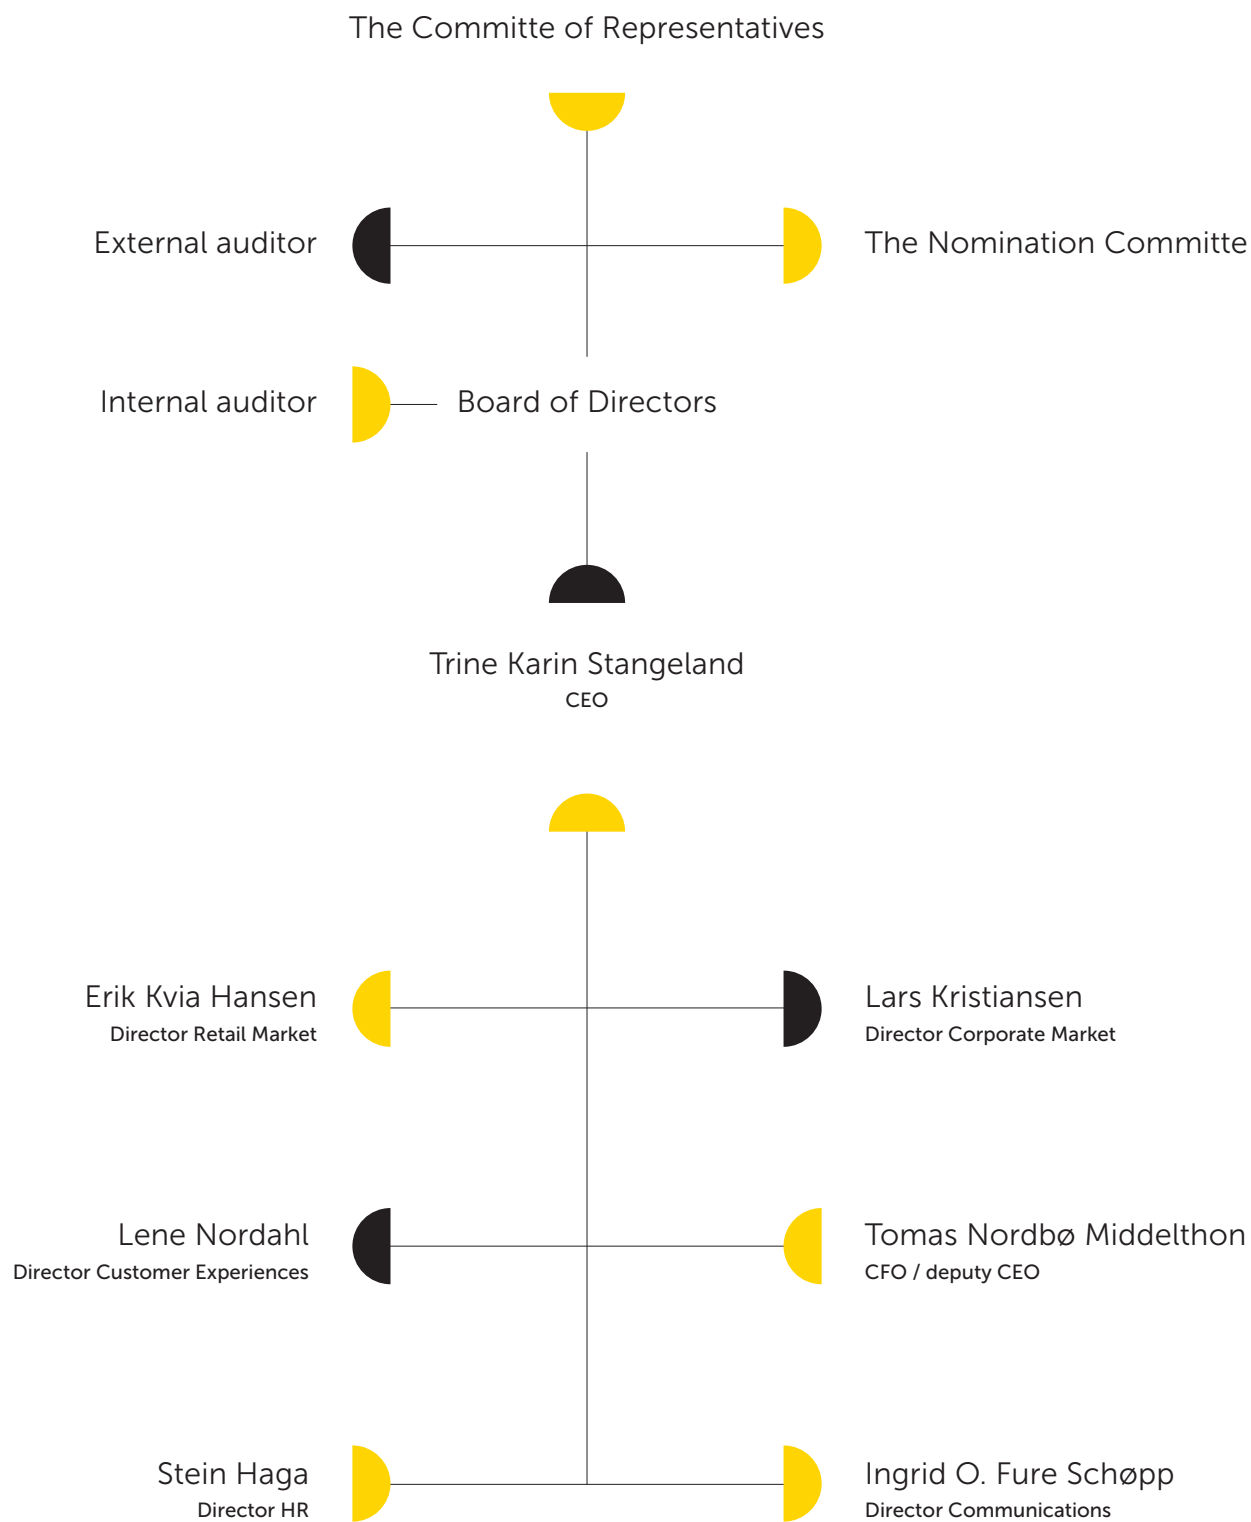 The Committe of Representatives
External auditor
The Nomination Committe
Internal auditor
Board of Directors
Trine Karin Stangeland
CEO
Erik Kvia Hansen
Director Retail Market
Lars Kristiansen
Director Corporate Market
Lene Nordahl
Director Customer Experiences
Tomas Nordbø Middelthon
CFO / deputy CEO
Stein Haga
Director HR
Ingrid O. Fure Schøpp
Director Communications